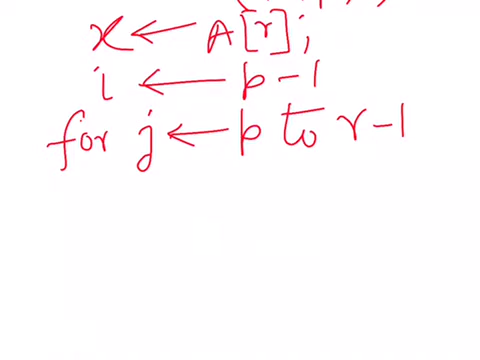 x ← A[r];
i ← p-1
for j ← p to r-1